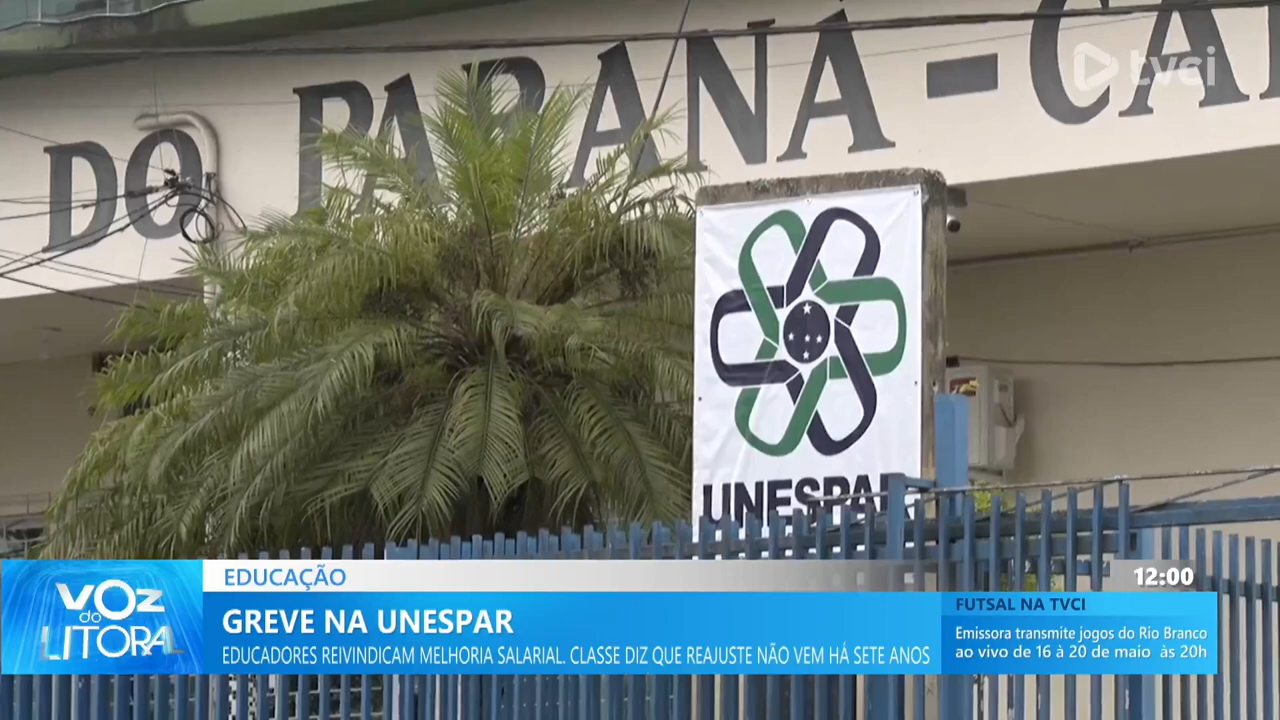 DO PARANÁ - CA
tvci
UNESPAR
EDUCAÇÃO
12:00
VOZ
do
LITORAL
GREVE NA UNESPAR
EDUCADORES REIVINDICAM MELHORIA SALARIAL. CLASSE DIZ QUE REAJUSTE NÃO VEM HÁ SETE ANOS
FUTSAL NA TVCI
Emissora transmite jogos do Rio Branco
ao vivo de 16 à 20 de maio às 20h